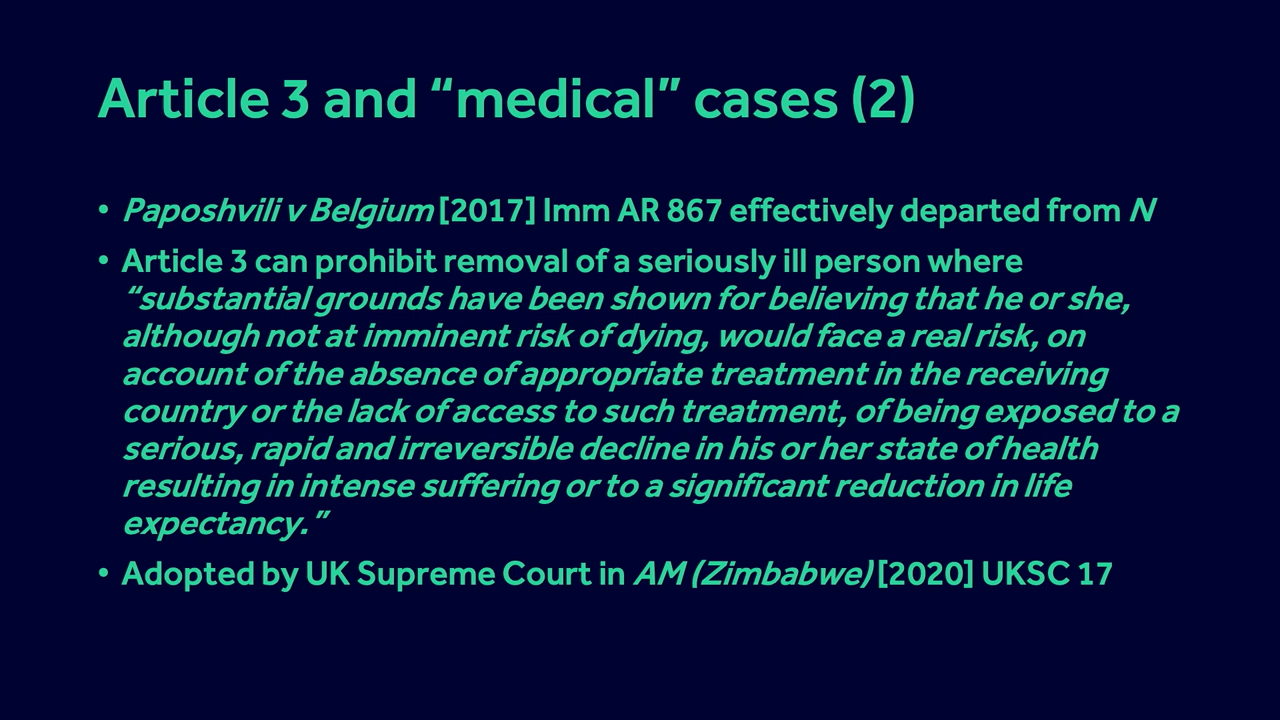 Article 3 and “medical” cases (2)
• Paposhvili v Belgium [2017] Imm AR 867 effectively departed from N
• Article 3 can prohibit removal of a seriously ill person where
“substantial grounds have been shown for believing that he or she,
although not at imminent risk of dying, would face a real risk, on
account of the absence of appropriate treatment in the receiving
country or the lack of access to such treatment, of being exposed to a
serious, rapid and irreversible decline in his or her state of health
resulting in intense suffering or to a significant reduction in life
expectancy.”
• Adopted by UK Supreme Court in AM (Zimbabwe) [2020] UKSC 17